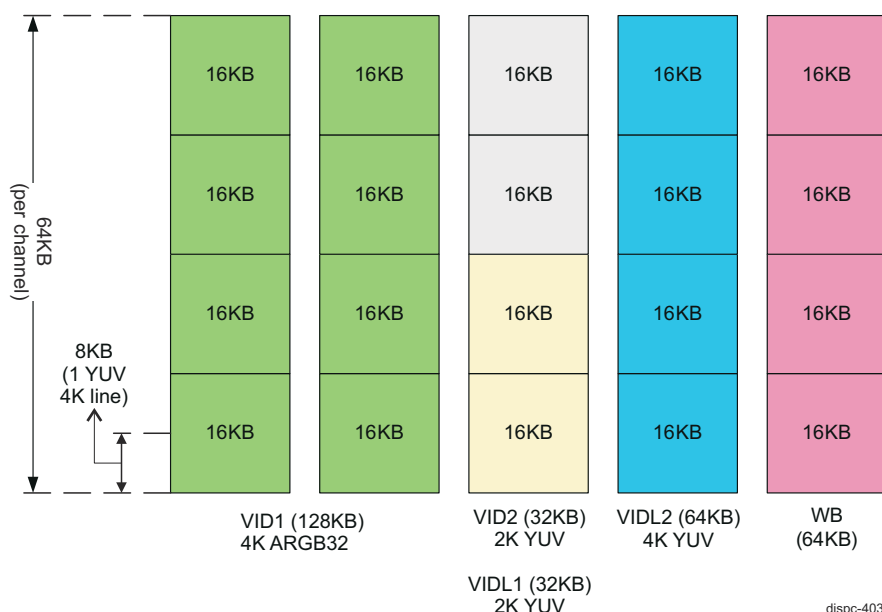 16KB 16KB 16KB 16KB 16KB
16KB 16KB 16KB 16KB 16KB
64KB
(per channel)
16KB 16KB 16KB 16KB 16KB
8KB
(1 YUV
4K line)
16KB 16KB 16KB 16KB 16KB
VID1 (128KB)
4K ARGB32
VID2 (32KB)
2K YUV
VIDL2 (64KB)
4K YUV
WB
(64KB)
VIDL1 (32KB)
2K YUV
dispc-403